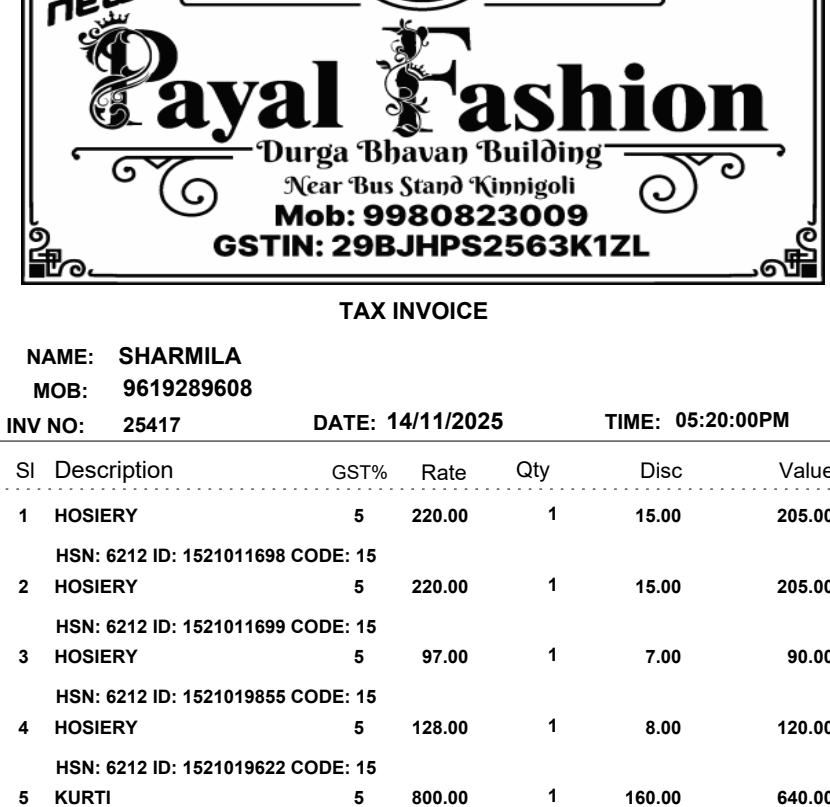 new
Payal Fashion
Durga Bhavan Building
Near Bus Stand Kinnigoli
Mob: 9980823009
GSTIN: 29BJHPS2563K1ZL
TAX INVOICE
NAME: SHARMILA
MOB: 9619289608
INV NO: 25417 DATE: 14/11/2025 TIME: 05:20:00PM
Sl Description GST% Rate Qty Disc Value
1 HOSIERY 5 220.00 1 15.00 205.00
HSN: 6212 ID: 1521011698 CODE: 15
2 HOSIERY 5 220.00 1 15.00 205.00
HSN: 6212 ID: 1521011699 CODE: 15
3 HOSIERY 5 97.00 1 7.00 90.00
HSN: 6212 ID: 1521019855 CODE: 15
4 HOSIERY 5 128.00 1 8.00 120.00
HSN: 6212 ID: 1521019622 CODE: 15
5 KURTI 5 800.00 1 160.00 640.00